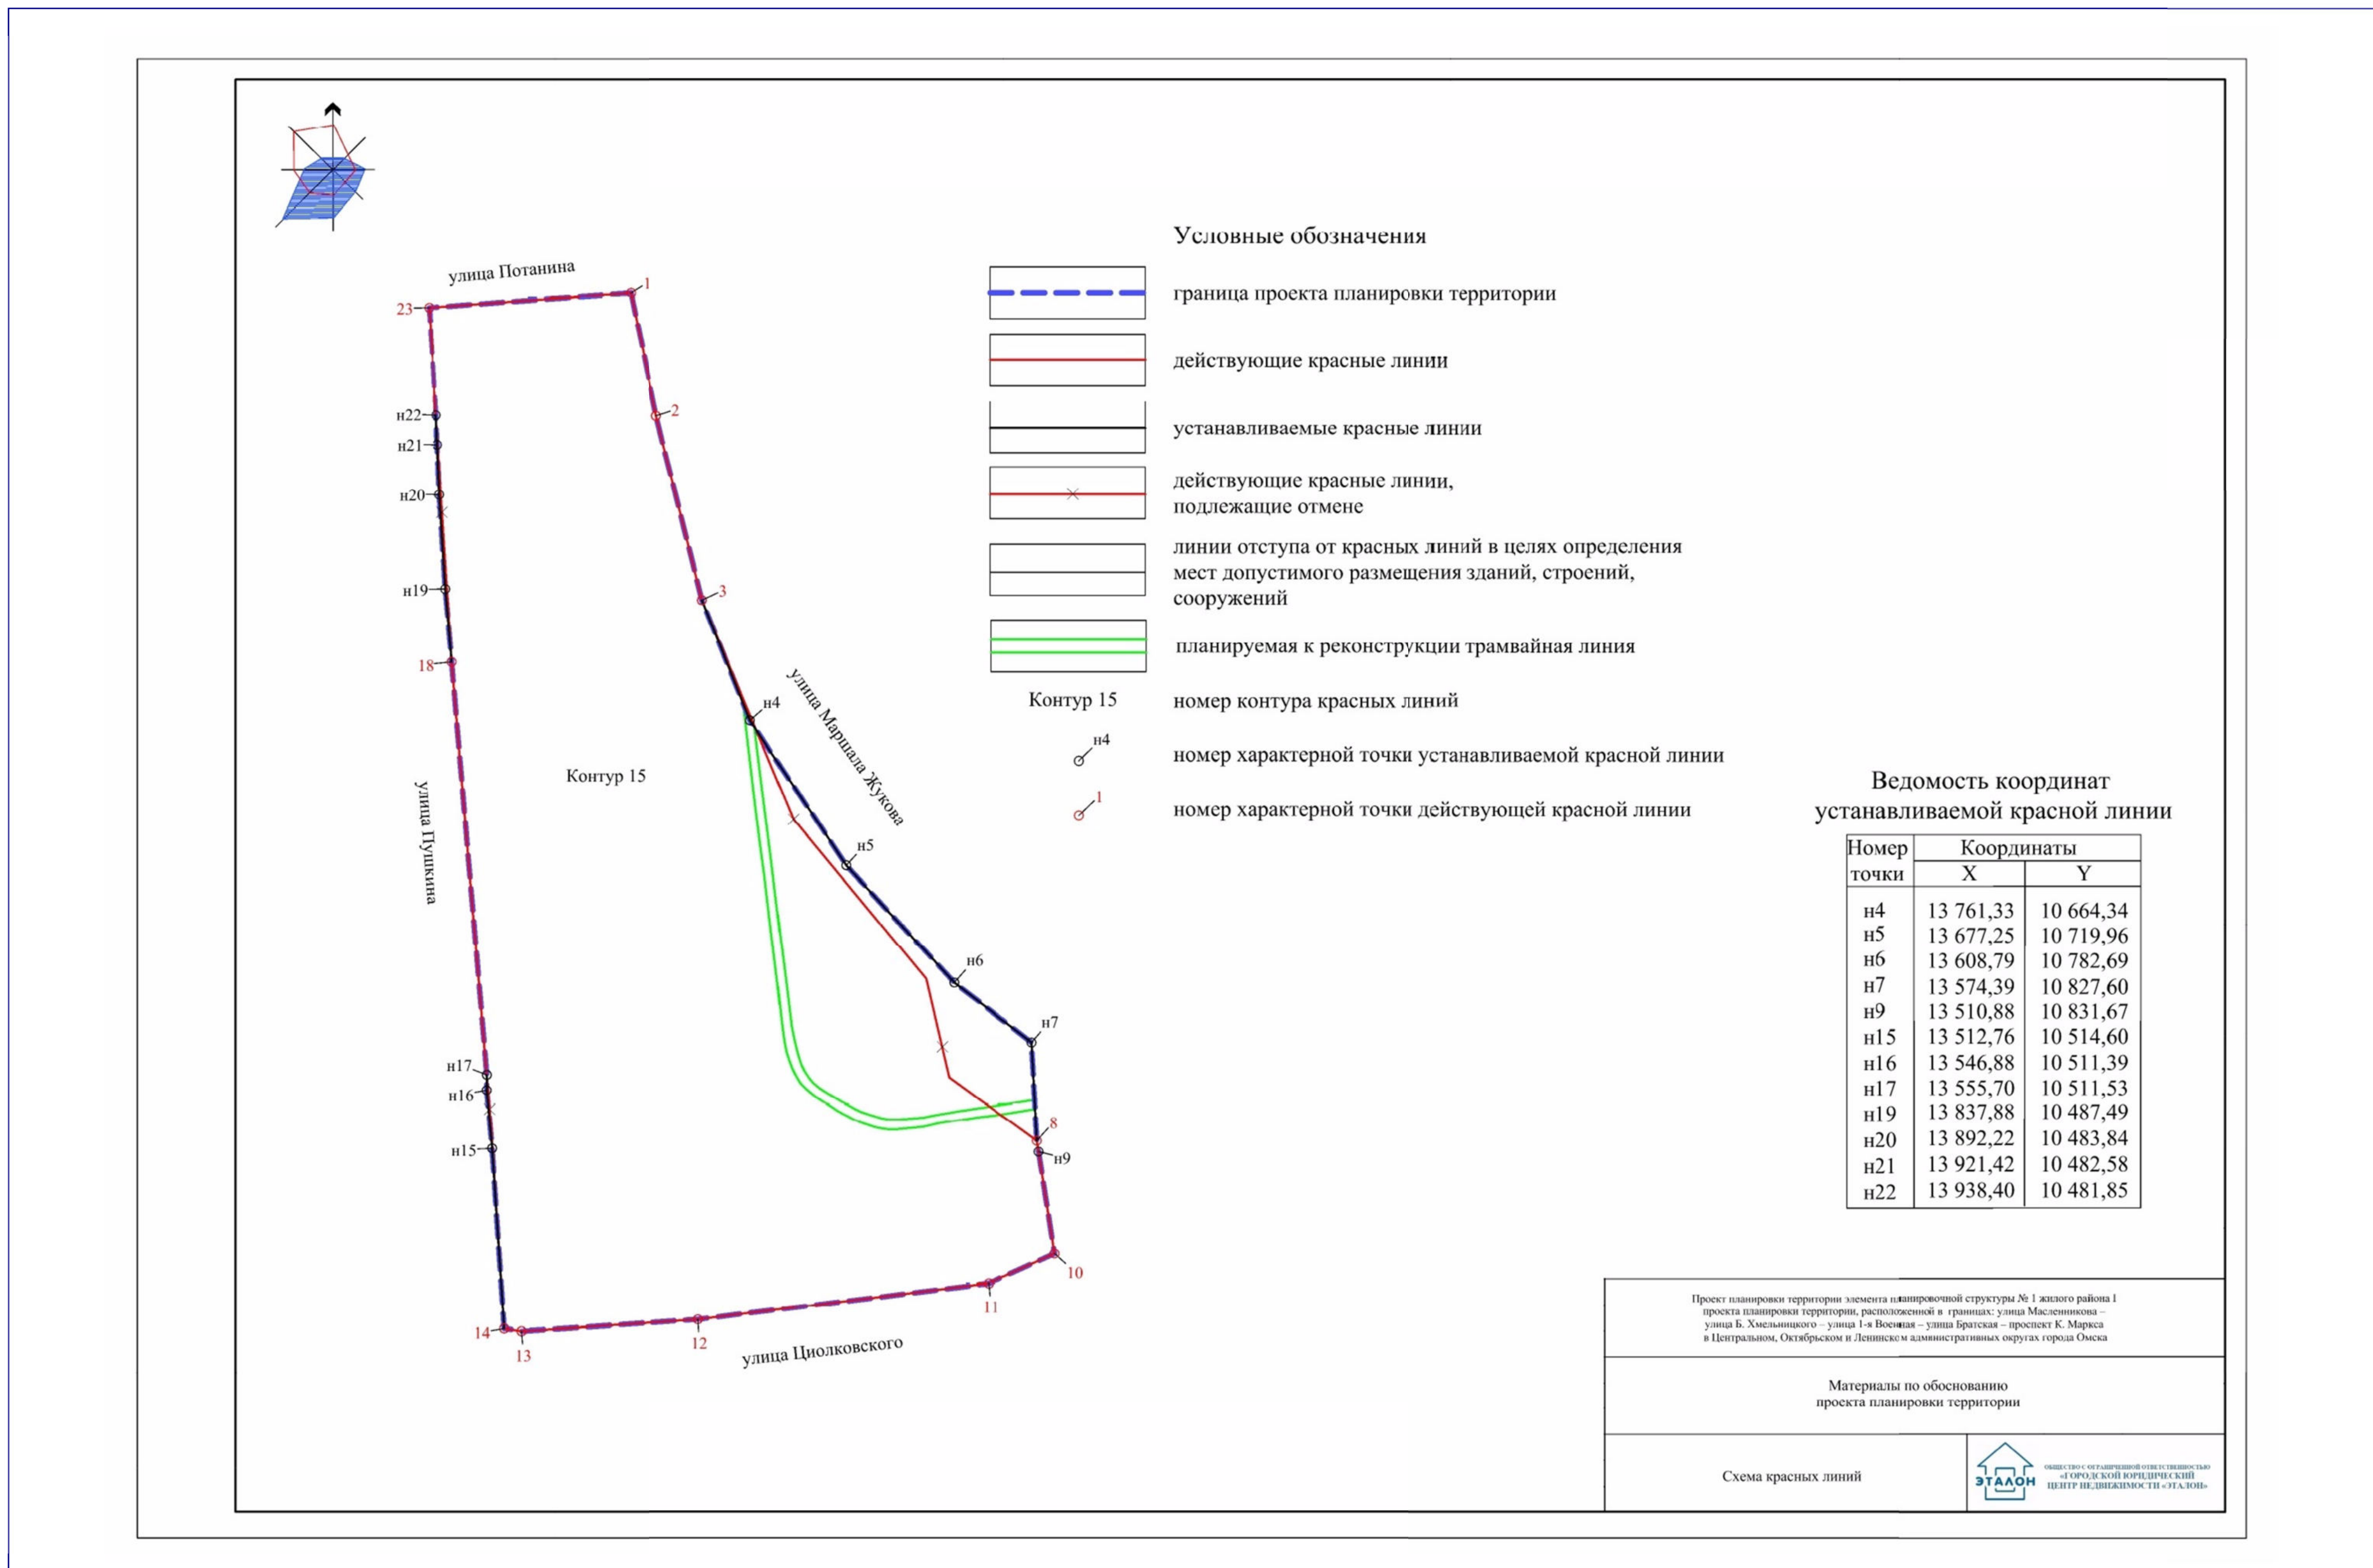 улица Потанина
1
23
2
н22
н21
н20
3
н19
18
н4
улица Маршала Жукова
Контур 15
улица Пушкина
н5
н6
н7
н17
н16
8
н15
н9
10
11
14
13
12
улица Циолковского
Условные обозначения
граница проекта планировки территории
действующие красные линии
устанавливаемые красные линии
действующие красные линии,
подлежащие отмене
линии отступа от красных линий в целях определения
мест допустимого размещения зданий, строений,
сооружений
планируемая к реконструкции трамвайная линия
Контур 15 номер контура красных линий
н4 номер характерной точки устанавливаемой красной линии
1 номер характерной точки действующей красной линии
Ведомость координат
устанавливаемой красной линии
Номер точки Координаты
X Y
н4 13 761,33 10 664,34
н5 13 677,25 10 719,96
н6 13 608,79 10 782,69
н7 13 574,39 10 827,60
н9 13 510,88 10 831,67
н15 13 512,76 10 514,60
н16 13 546,88 10 511,39
н17 13 555,70 10 511,53
н19 13 837,88 10 487,49
н20 13 892,22 10 483,84
н21 13 921,42 10 482,58
н22 13 938,40 10 481,85
Проект планировки территории элемента планировочной структуры № 1 жилого района I
проекта планировки территории, расположенной в границах: улица Масленникова –
улица Б. Хмельницкого – улица 1-я Военная – улица Братская – проспект К. Маркса
в Центральном, Октябрьском и Ленинском административных округах города Омска
Материалы по обоснованию
проекта планировки территории
Схема красных линий
ЭТАЛОН
ОБЩЕСТВО С ОГРАНИЧЕННОЙ ОТВЕТСТВЕННОСТЬЮ
«ГОРОДСКОЙ ЮРИДИЧЕСКИЙ
ЦЕНТР НЕДВИЖИМОСТИ «ЭТАЛОН»